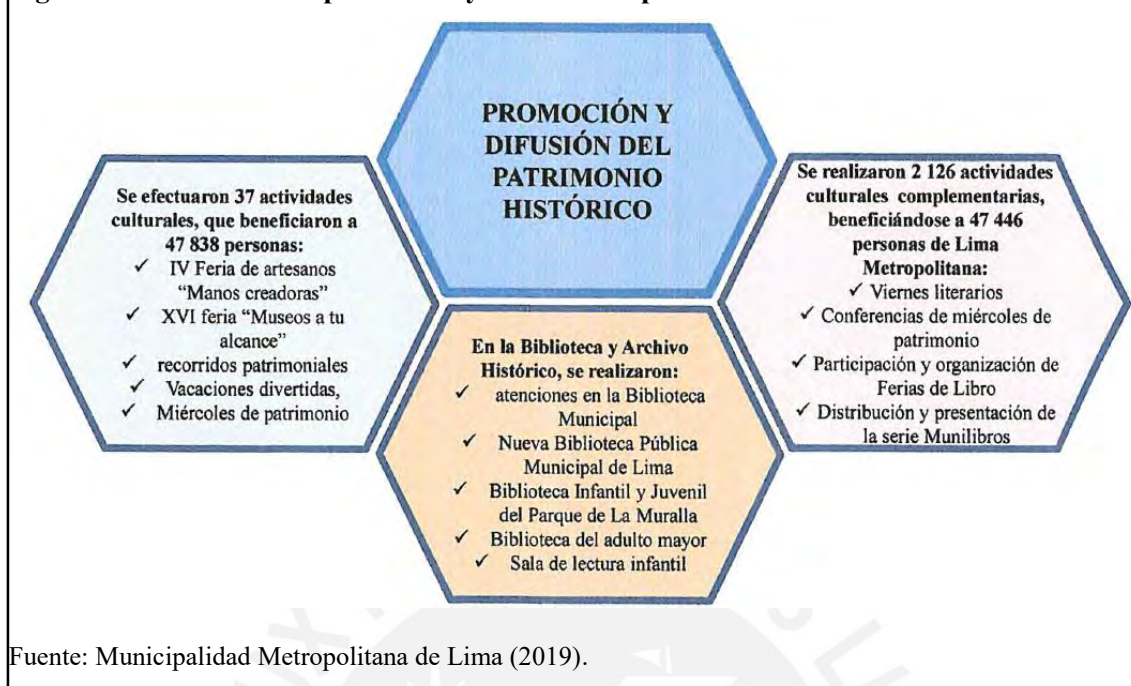 PROMOCIÓN Y
DIFUSIÓN DEL
PATRIMONIO
HISTÓRICO
Se efectuaron 37 actividades
culturales, que beneficiaron a
47 838 personas:
✓ IV Feria de artesanos
“Manos creadoras”
✓ XVI feria “Museos a tu
alcance”
✓ recorridos patrimoniales
✓ Vacaciones divertidas,
✓ Miércoles de patrimonio
En la Biblioteca y Archivo
Histórico, se realizaron:
✓ atenciones en la Biblioteca
Municipal
✓ Nueva Biblioteca Pública
Municipal de Lima
✓ Biblioteca Infantil y Juvenil
del Parque de La Muralla
✓ Biblioteca del adulto mayor
✓ Sala de lectura infantil
Se realizaron 2 126 actividades
culturales complementarias,
beneficiándose a 47 446
personas de Lima
Metropolitana:
✓ Viernes literarios
✓ Conferencias de miércoles de
patrimonio
✓ Participación y organización de
Ferias de Libro
✓ Distribución y presentación de
la serie Munilibros
Fuente: Municipalidad Metropolitana de Lima (2019).